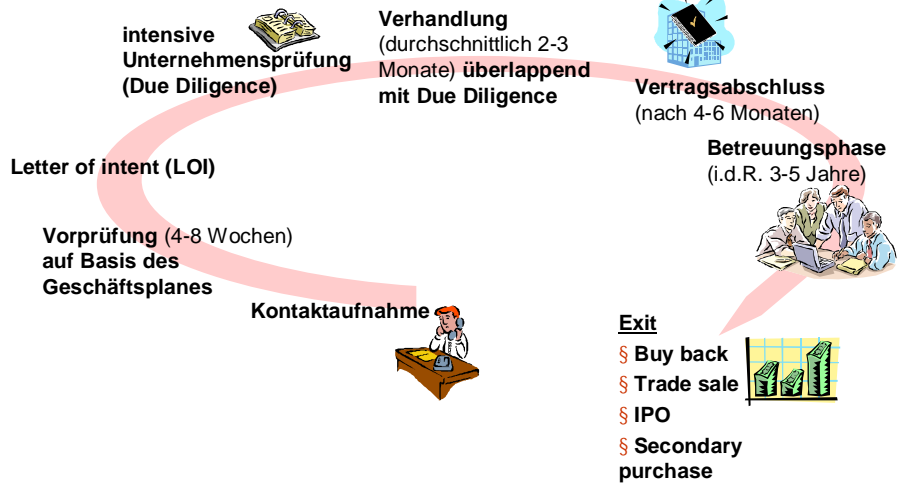 Kontaktaufnahme
Vorprüfung (4-8 Wochen)
auf Basis des
Geschäftsplanes
Letter of intent (LOI)
intensive
Unternehmensprüfung
(Due Diligence)
Verhandlung
(durchschnittlich 2-3
Monate) überlappend
mit Due Diligence
Vertragsabschluss
(nach 4-6 Monaten)
Betreuungsphase
(i.d.R. 3-5 Jahre)
Exit
§ Buy back
§ Trade sale
§ IPO
§ Secondary
purchase